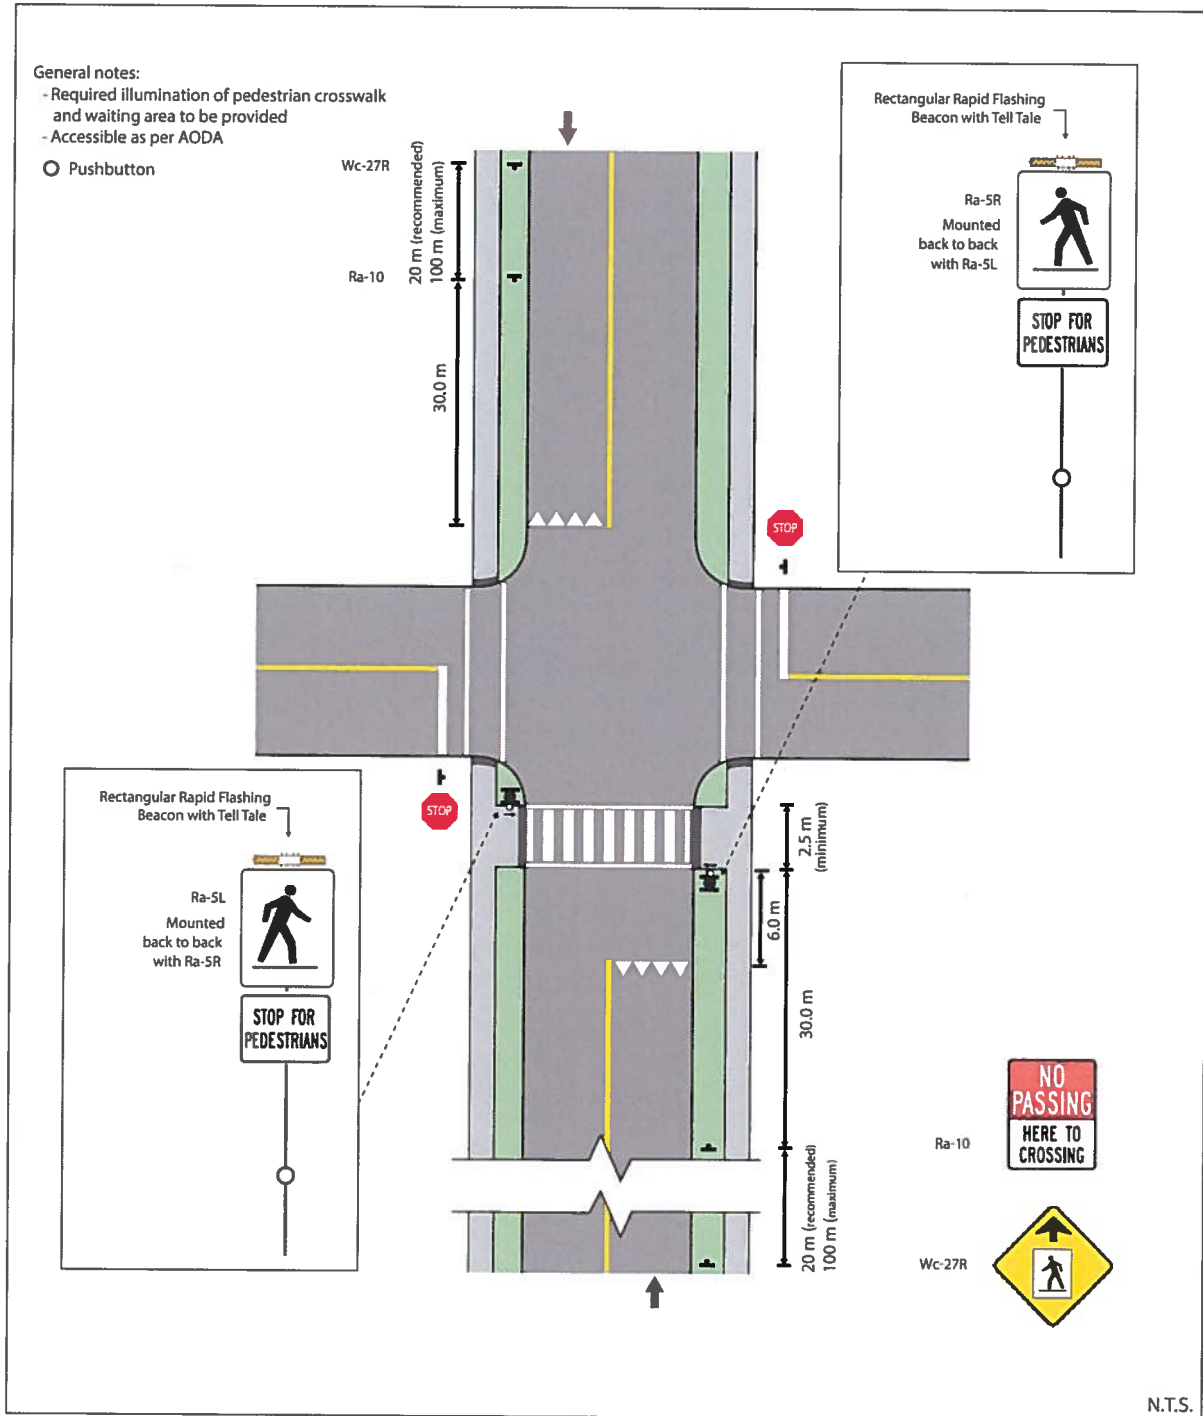 General notes:
- Required illumination of pedestrian crosswalk
and waiting area to be provided
- Accessible as per AODA
Pushbutton
Wc-27R
20 m (recommended)
100 m (maximum)
Ra-10
30.0 m
Rectangular Rapid Flashing
Beacon with Tell Tale
Ra-5R
Mounted
back to back
with Ra-5L
STOP FOR
PEDESTRIANS
STOP
STOP
Rectangular Rapid Flashing
Beacon with Tell Tale
Ra-5L
Mounted
back to back
with Ra-5R
STOP FOR
PEDESTRIANS
2.5 m
(minimum)
6.0 m
30.0 m
20 m (recommended)
100 m (maximum)
Ra-10
NO
PASSING
HERE TO
CROSSING
Wc-27R
N.T.S.